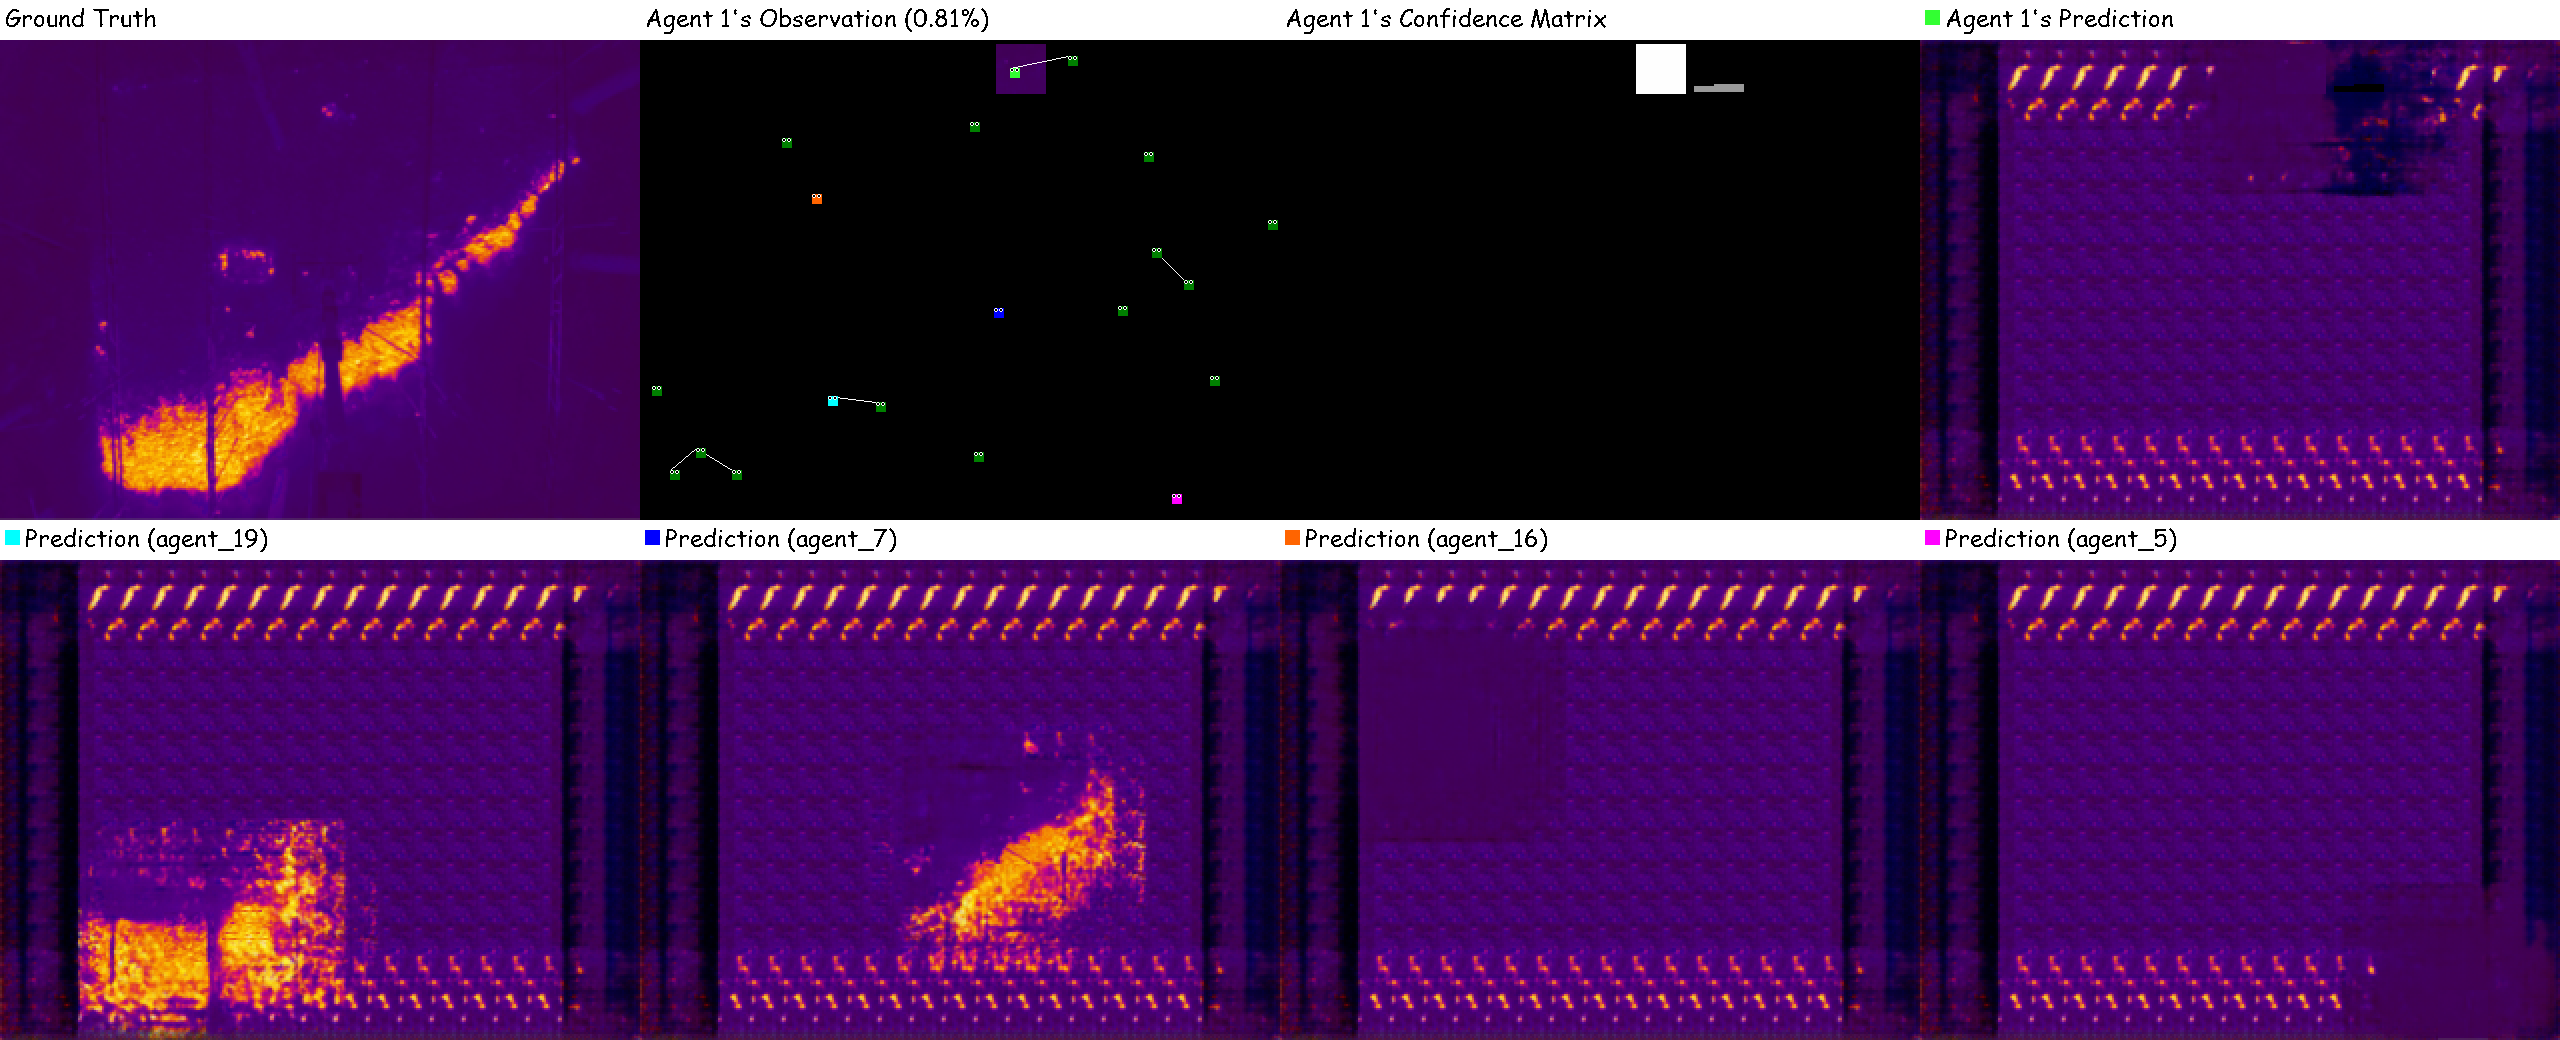 Ground Truth
Agent 1's Observation (0.81%)
Agent 1's Confidence Matrix
Agent 1's Prediction
Prediction (agent_19)
Prediction (agent_7)
Prediction (agent_16)
Prediction (agent_5)